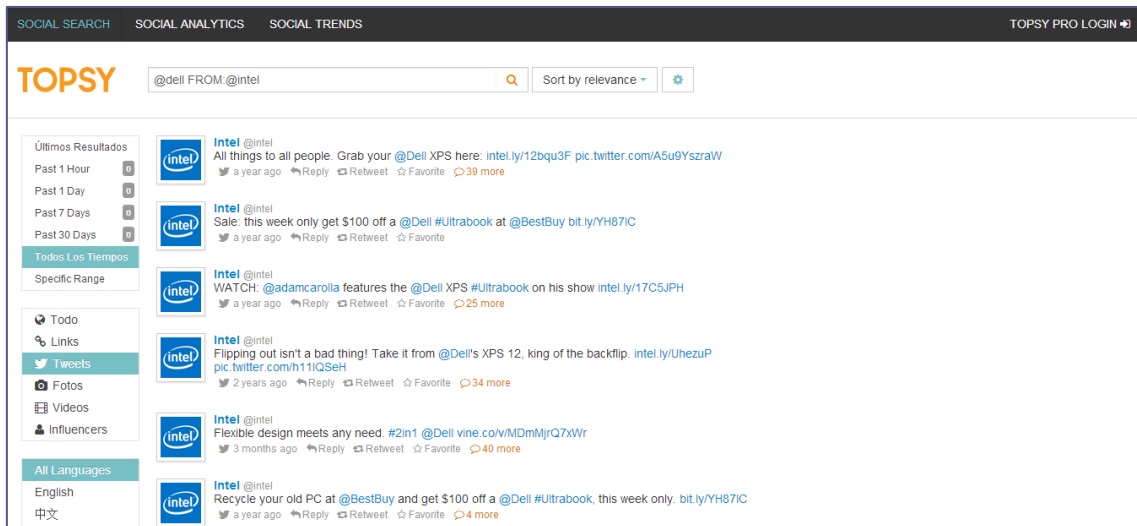 SOCIAL SEARCH SOCIAL ANALYTICS SOCIAL TRENDS TOPSY PRO LOGIN
TOPSY @dell FROM:@intel Sort by relevance
Últimos Resultados
Past 1 Hour 0
Past 1 Day 0
Past 7 Days 0
Past 30 Days 0
Todos Los Tiempos
Specific Range
Todo
Links
Tweets
Fotos
Videos
Influencers
All Languages
English
中文
(intel) Intel @intel
All things to all people. Grab your @Dell XPS here: intel.ly/12bqu3F pic.twitter.com/A5u9YszraW
a year ago Reply Retweet Favorite 39 more
(intel) Intel @intel
Sale: this week only get $100 off a @Dell #Ultrabook at @BestBuy bit.ly/YH87lC
a year ago Reply Retweet Favorite
(intel) Intel @intel
WATCH: @adamcarolla features the @Dell XPS #Ultrabook on his show intel.ly/17C5JPH
a year ago Reply Retweet Favorite 25 more
(intel) Intel @intel
Flipping out isn't a bad thing! Take it from @Dell's XPS 12, king of the backflip. intel.ly/UhezuP
pic.twitter.com/h11lQSeH
2 years ago Reply Retweet Favorite 34 more
(intel) Intel @intel
Flexible design meets any need. #2in1 @Dell vine.co/v/MDmMjrQ7xWr
3 months ago Reply Retweet Favorite 40 more
(intel) Intel @intel
Recycle your old PC at @BestBuy and get $100 off a @Dell #Ultrabook, this week only. bit.ly/YH87lC
a year ago Reply Retweet Favorite 4 more